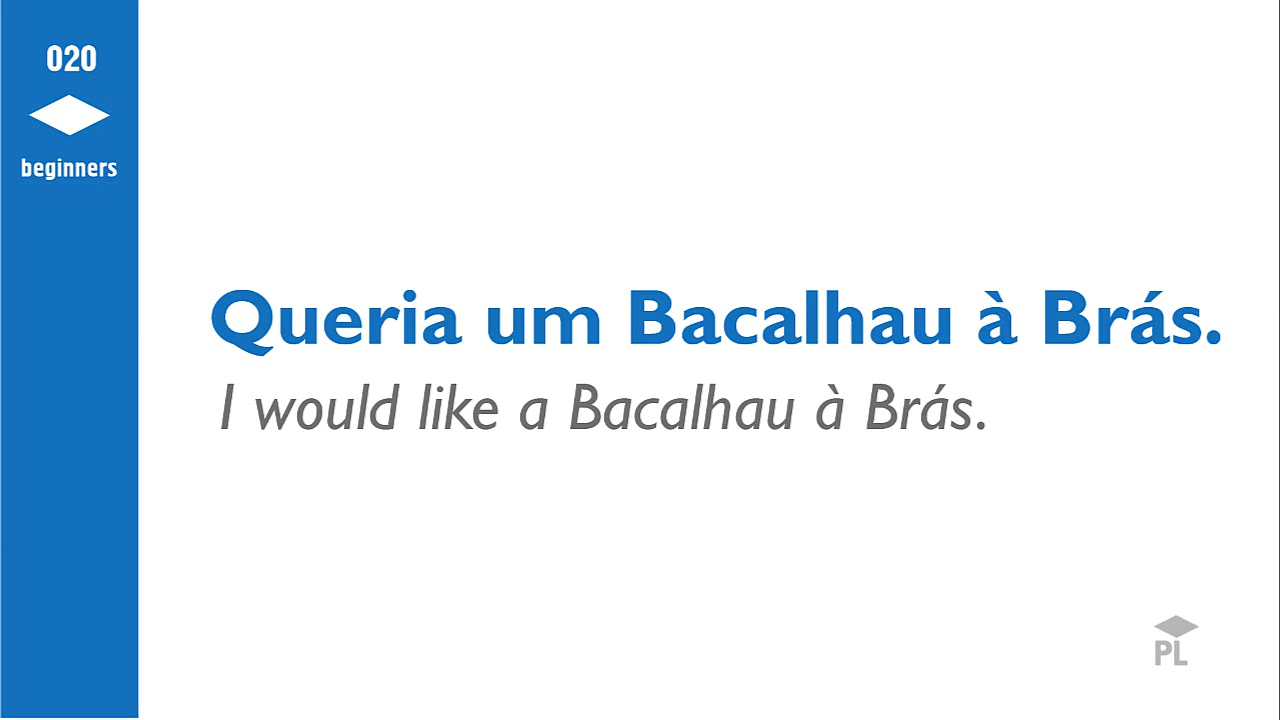 020
beginners
Queria um Bacalhau à Brás.
I would like a Bacalhau à Brás.
PL